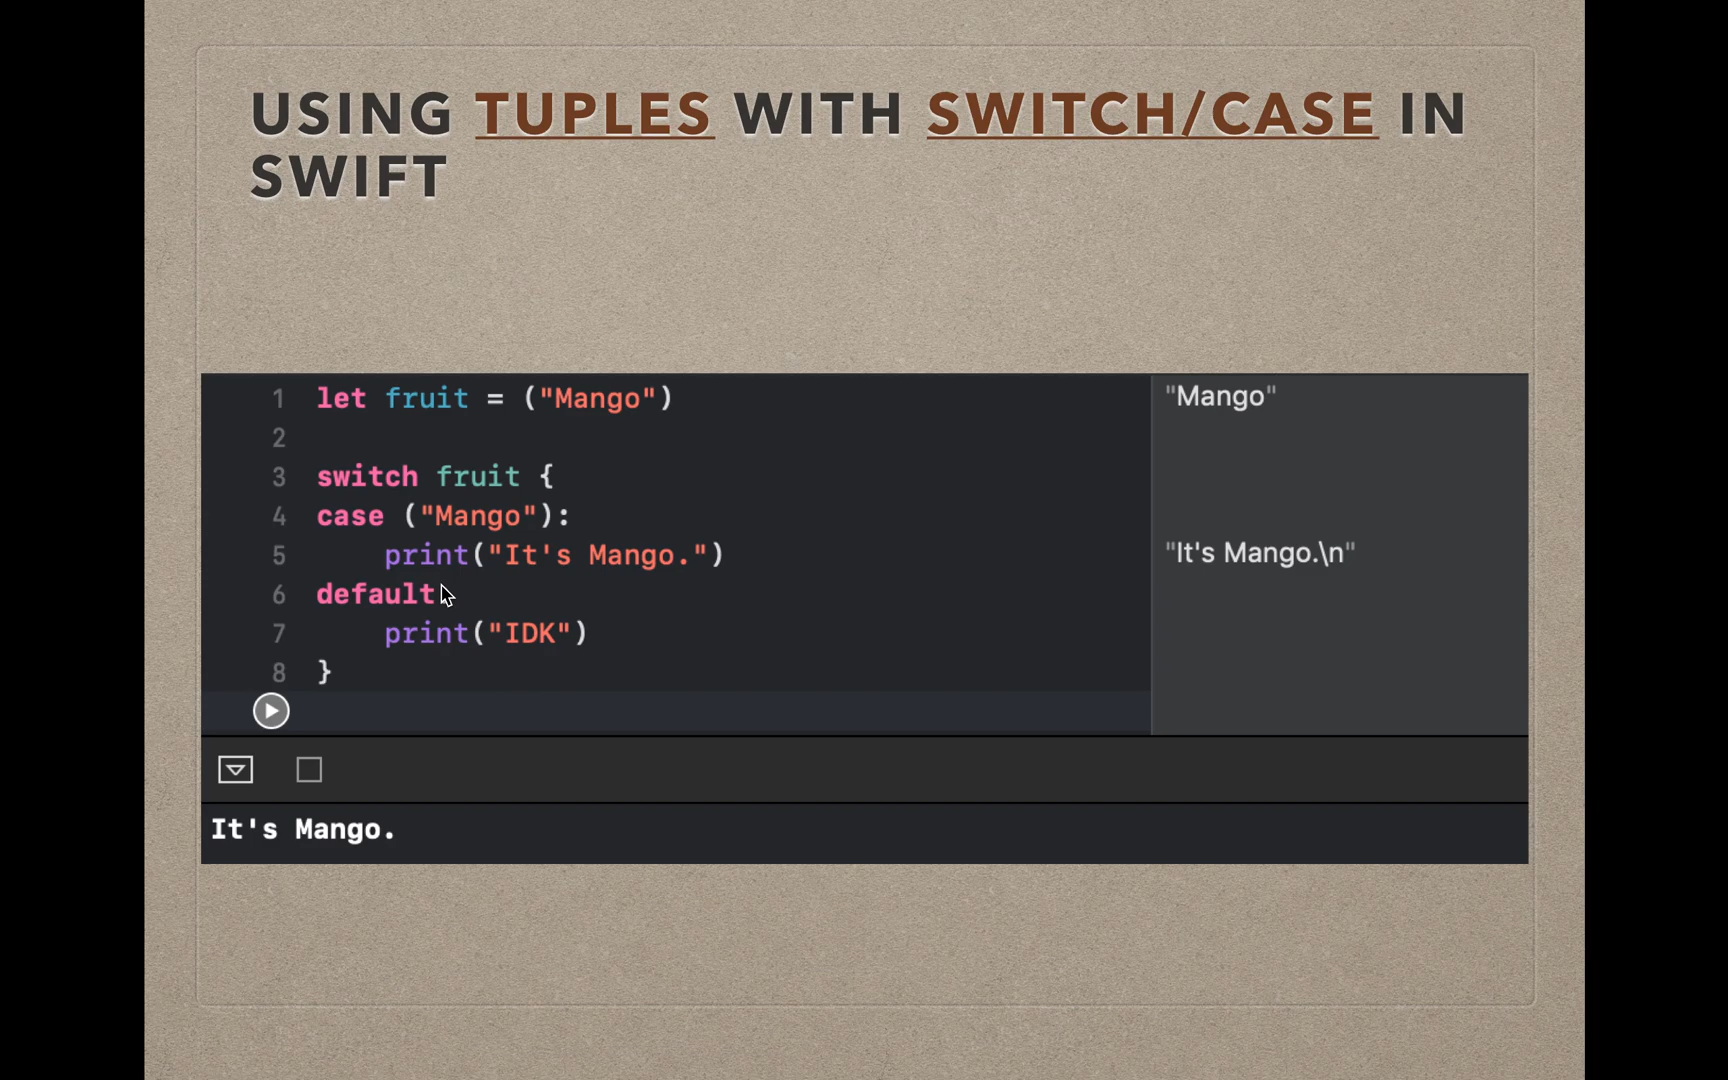 USING TUPLES WITH SWITCH/CASE IN
SWIFT
1 let fruit = ("Mango") "Mango"
2
3 switch fruit {
4 case ("Mango"):
5     print("It's Mango.") "It's Mango.\n"
6 default
7     print("IDK")
8 }
It's Mango.